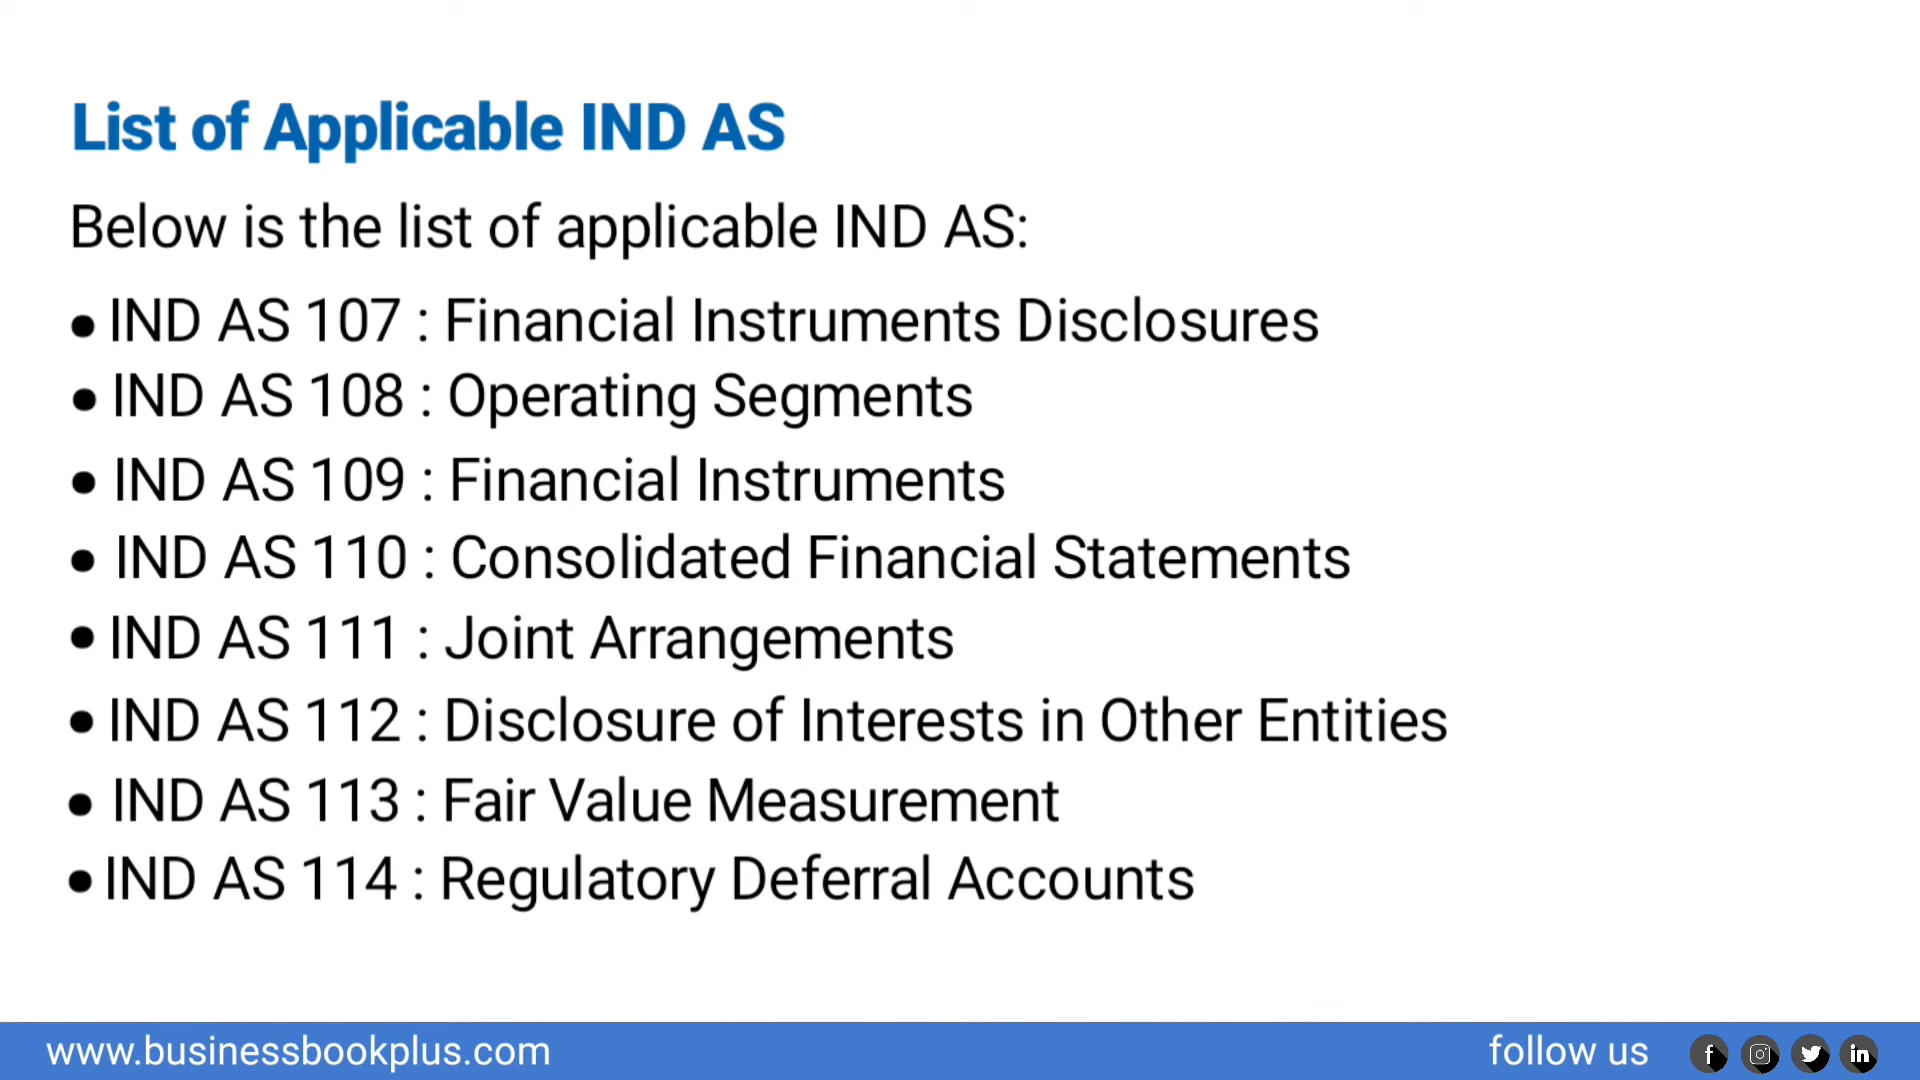 List of Applicable IND AS
Below is the list of applicable IND AS:
• IND AS 107 : Financial Instruments Disclosures
• IND AS 108 : Operating Segments
• IND AS 109 : Financial Instruments
• IND AS 110 : Consolidated Financial Statements
• IND AS 111 : Joint Arrangements
• IND AS 112 : Disclosure of Interests in Other Entities
• IND AS 113 : Fair Value Measurement
• IND AS 114 : Regulatory Deferral Accounts
www.businessbookplus.com
follow us